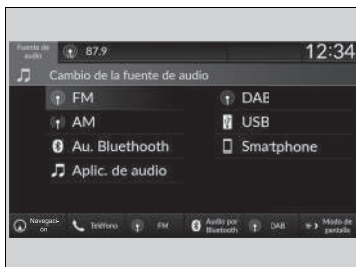 Fuente de
audio
87.9
12:34
Cambio de la fuente de audio
FM
DAB
AM
USB
Au. Bluethooth
Smartphone
Aplic. de audio
Navegaci-
ón
Teléfono
FM
Audio por
Bluetooth
DAB
Modo de
pantalla